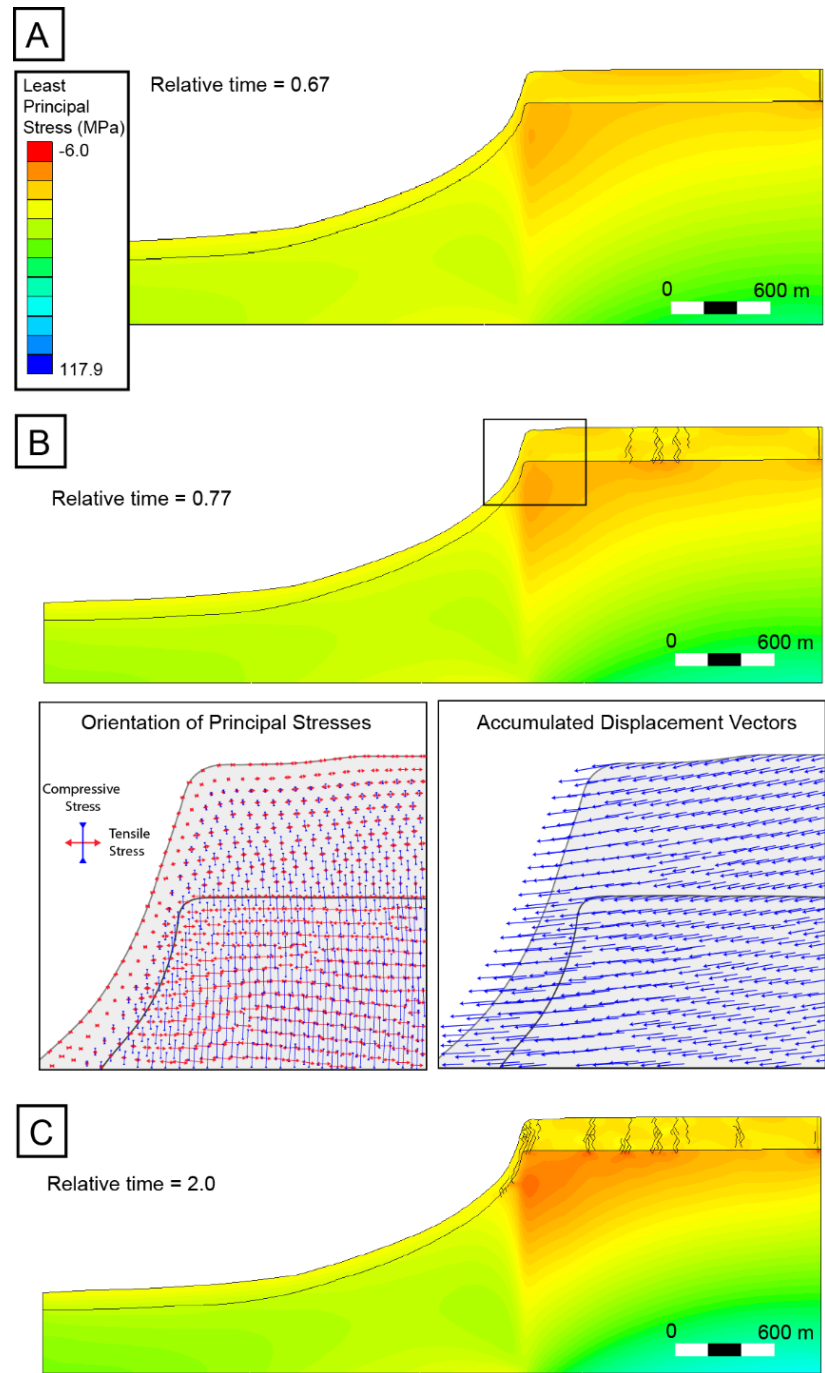 A
Least
Principal
Stress (MPa)
-6.0
117.9
Relative time = 0.67
0 600 m
B
Relative time = 0.77
0 600 m
Orientation of Principal Stresses
Compressive
Stress
Tensile
Stress
Accumulated Displacement Vectors
C
Relative time = 2.0
0 600 m